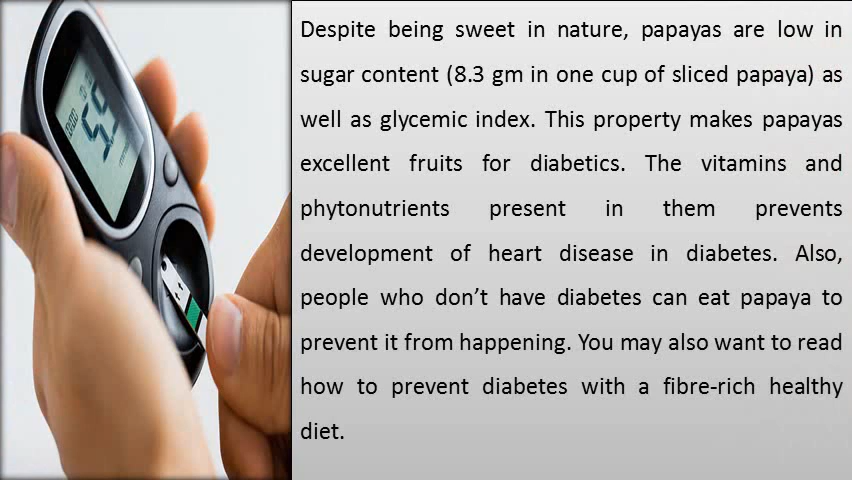 Despite being sweet in nature, papayas are low in
sugar content (8.3 gm in one cup of sliced papaya) as
well as glycemic index. This property makes papayas
excellent fruits for diabetics. The vitamins and
phytonutrients present in them prevents
development of heart disease in diabetes. Also,
people who don’t have diabetes can eat papaya to
prevent it from happening. You may also want to read
how to prevent diabetes with a fibre-rich healthy
diet.